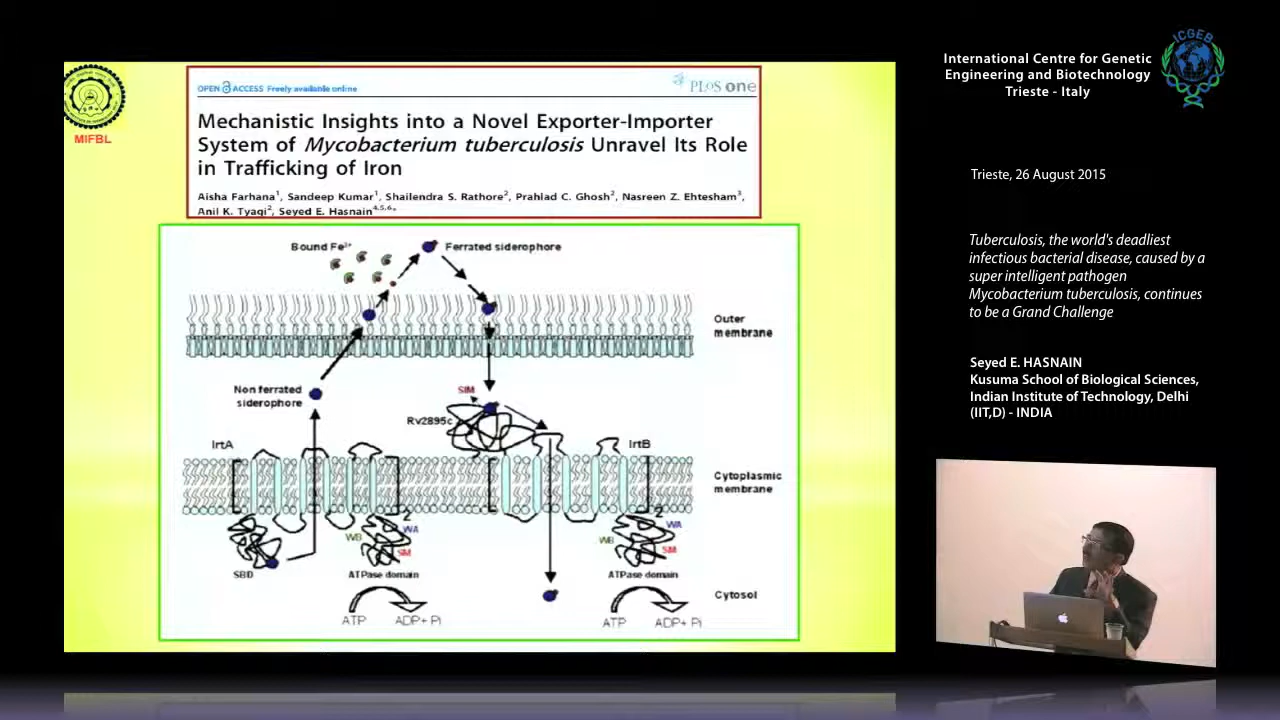 MIFBL
OPEN ACCESS Freely available online
PLoS one
Mechanistic Insights into a Novel Exporter-Importer
System of Mycobacterium tuberculosis Unravel Its Role
in Trafficking of Iron
Aisha Farhana1, Sandeep Kumar1, Shailendra S. Rathore2, Prahlad C. Ghosh2, Nasreen Z. Ehtesham3,
Anil K. Tyagi2, Seyed E. Hasnain4,5,6*
Bound Fe3+
Ferrated siderophore
Outer
membrane
Non ferrated
siderophore
SIM
Rv2895c
IrtA
IrtB
Cytoplasmic
membrane
2
WA
WB
SM
SBD
ATPase domain
ATP
ADP+ Pi
2
WA
WB
SM
ATPase domain
ATP
ADP+ Pi
Cytosol
International Centre for Genetic
Engineering and Biotechnology
Trieste - Italy
ICGEB
Trieste, 26 August 2015
Tuberculosis, the world's deadliest
infectious bacterial disease, caused by a
super intelligent pathogen
Mycobacterium tuberculosis, continues
to be a Grand Challenge
Seyed E. HASNAIN
Kusuma School of Biological Sciences,
Indian Institute of Technology, Delhi
(IIT,D) - INDIA